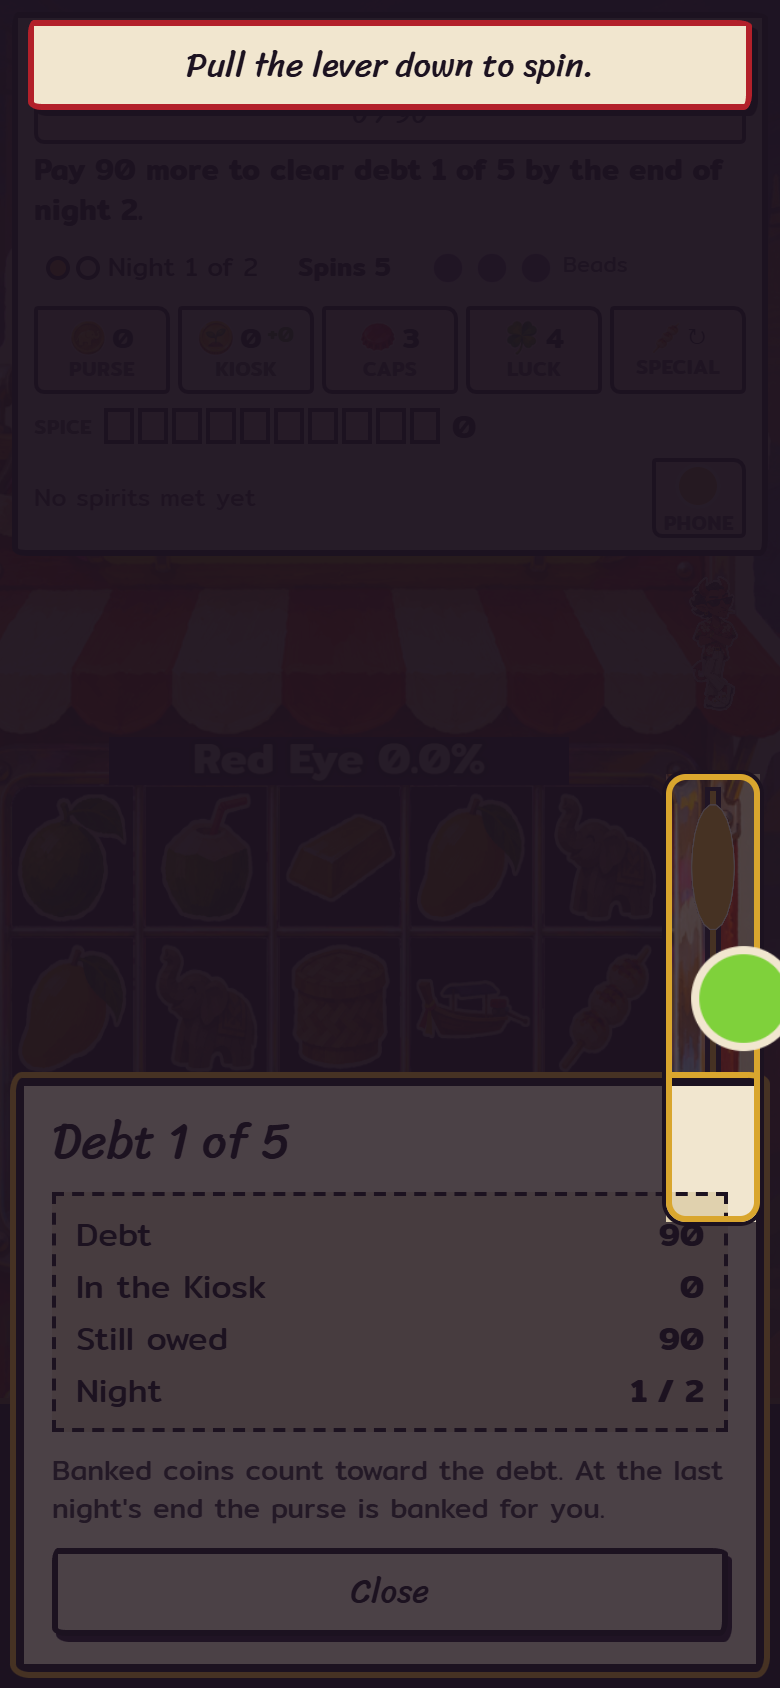 Pull the lever down to spin.
0 / 90
Pay 90 more to clear debt 1 of 5 by the end of
night 2.
Night 1 of 2 Spins 5 Beads
0 0 +0 3 4 ↻
PURSE KIOSK CAPS LUCK SPECIAL
SPICE 0
No spirits met yet
PHONE
Red Eye 0.0%
Debt 1 of 5
Debt 90
In the Kiosk 0
Still owed 90
Night 1 / 2
Banked coins count toward the debt. At the last
night's end the purse is banked for you.
Close